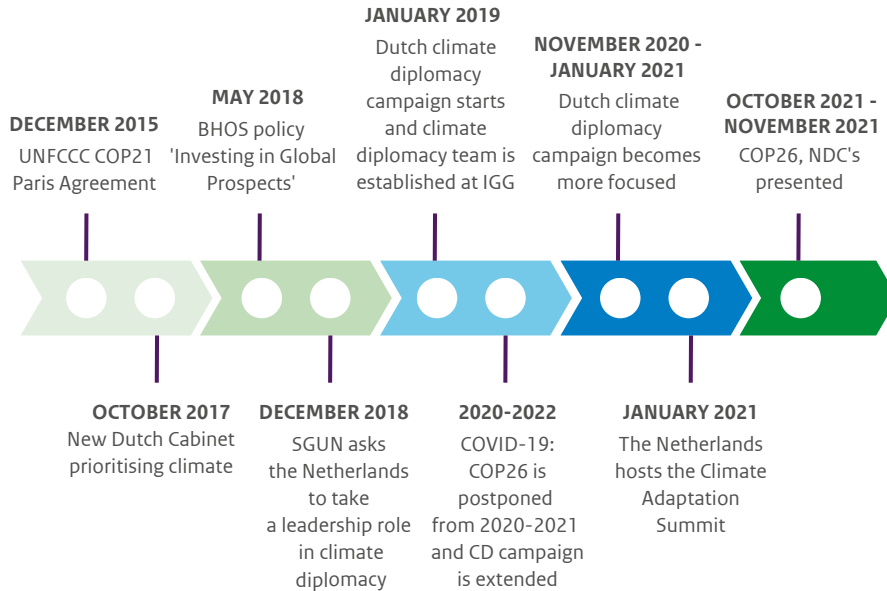 DECEMBER 2015
UNFCCC COP21
Paris Agreement
MAY 2018
BHOS policy
'Investing in Global
Prospects'
JANUARY 2019
Dutch climate
diplomacy
campaign starts
and climate
diplomacy team is
established at IGG
NOVEMBER 2020 -
JANUARY 2021
Dutch climate
diplomacy
campaign becomes
more focused
OCTOBER 2021 -
NOVEMBER 2021
COP26, NDC's
presented
OCTOBER 2017
New Dutch Cabinet
prioritising climate
DECEMBER 2018
SGUN asks
the Netherlands
to take
a leadership role
in climate
diplomacy
2020-2022
COVID-19:
COP26 is
postponed
from 2020-2021
and CD campaign
is extended
JANUARY 2021
The Netherlands
hosts the Climate
Adaptation
Summit